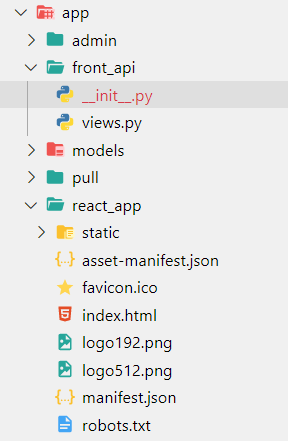 app
admin
front_api
__init__.py
views.py
models
pull
react_app
static
asset-manifest.json
favicon.ico
index.html
logo192.png
logo512.png
manifest.json
robots.txt